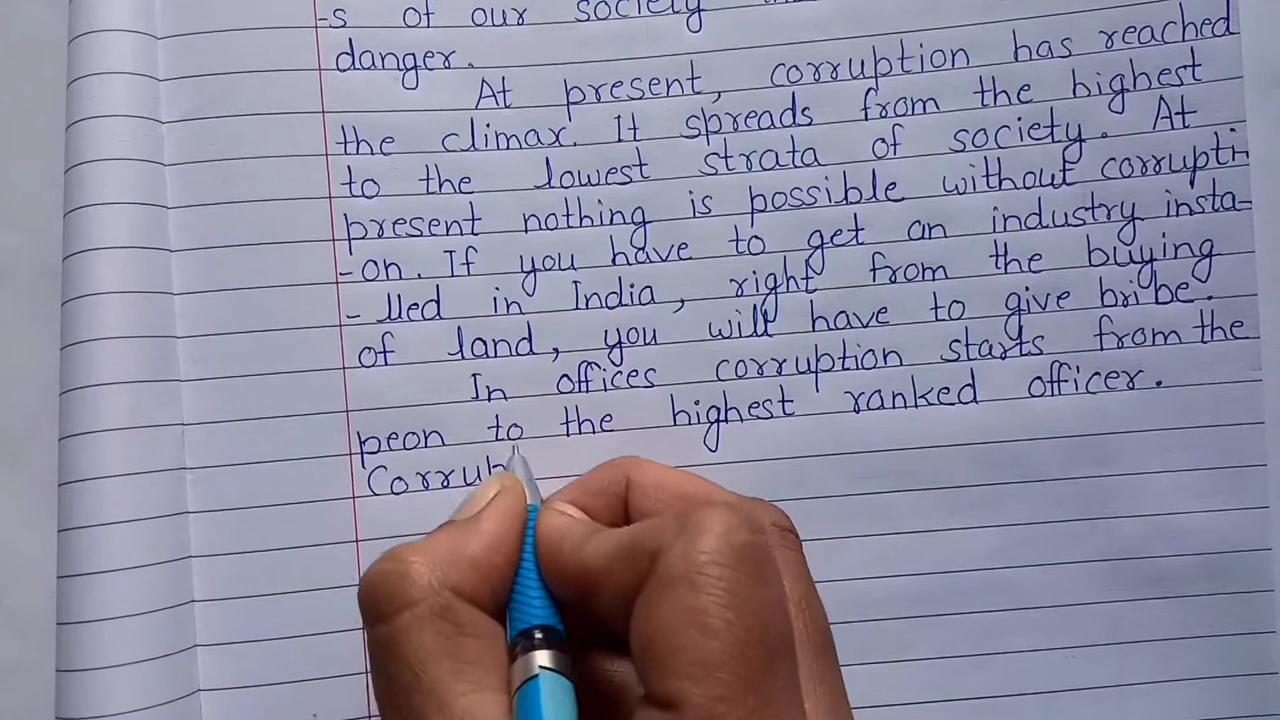 -s of our society
danger.
At present, corruption has reached
the climax. It spreads from the highest
to the lowest strata of society. At
present nothing is possible without corrupti-
-on. If you have to get an industry insta-
-lled in India, right from the buying
of land, you will have to give bribe.
In offices corruption starts from the
peon to the highest ranked officer.
Corrup